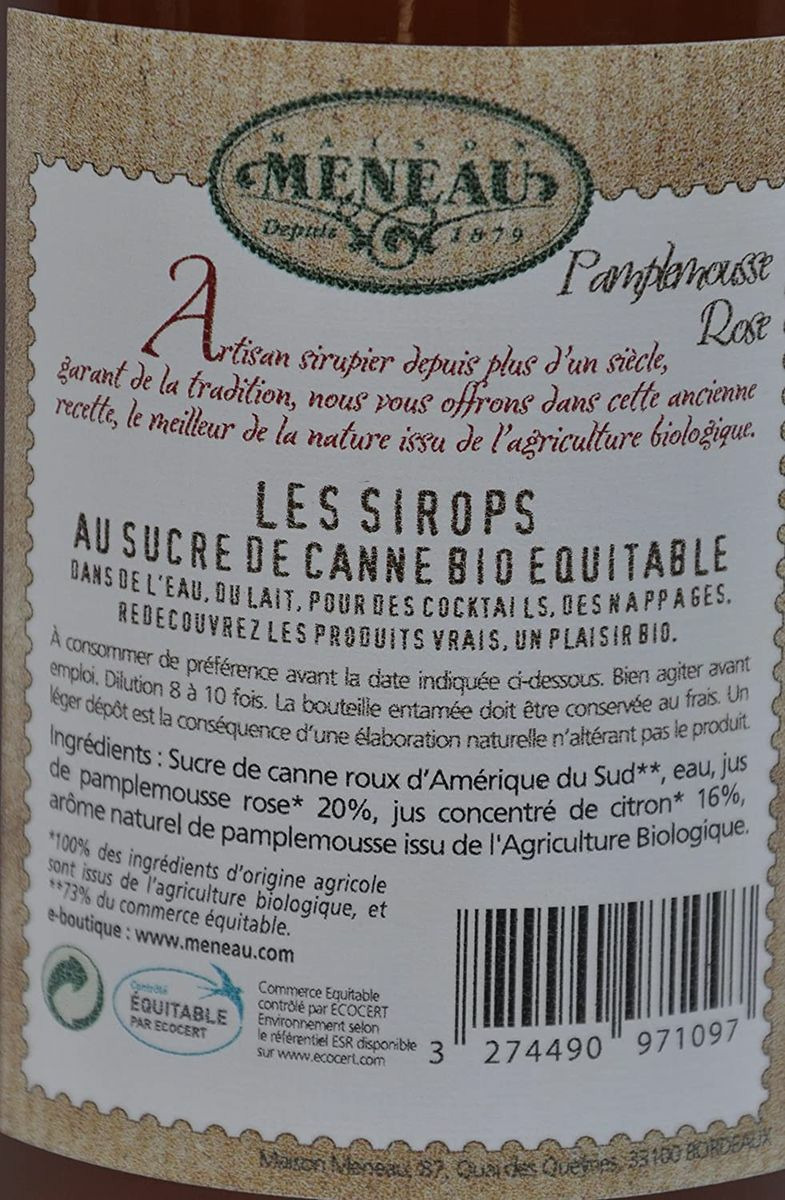 MAISON
MENEAU
Depuis 1879
Pamplemousse
Rose
Artisan sirupier depuis plus d'un siècle,
garant de la tradition, nous vous offrons dans cette ancienne
recette, le meilleur de la nature issu de l'agriculture biologique.
LES SIROPS
AU SUCRE DE CANNE BIO EQUITABLE
DANS DE L'EAU, DU LAIT, POUR DES COCKTAILS, DES NAPPAGES.
REDECOUVREZ LES PRODUITS VRAIS, UN PLAISIR BIO.
À consommer de préférence avant la date indiquée ci-dessous. Bien agiter avant
emploi. Dilution 8 à 10 fois. La bouteille entamée doit être conservée au frais. Un
léger dépôt est la conséquence d'une élaboration naturelle n'altérant pas le produit.
Ingrédients : Sucre de canne roux d'Amérique du Sud**, eau, jus
de pamplemousse rose* 20%, jus concentré de citron* 16%,
arôme naturel de pamplemousse issu de l'Agriculture Biologique.
*100% des ingrédients d'origine agricole
sont issus de l'agriculture biologique, et
**73% du commerce équitable.
e-boutique : www.meneau.com
Contrôlé
ÉQUITABLE
PAR ECOCERT
Commerce Equitable
contrôlé par ECOCERT
Environnement selon
le référentiel ESR disponible
sur www.ecocert.com
3 274490 971097
Maison Meneau, 87, Quai des Queyries, 33100 BORDEAUX